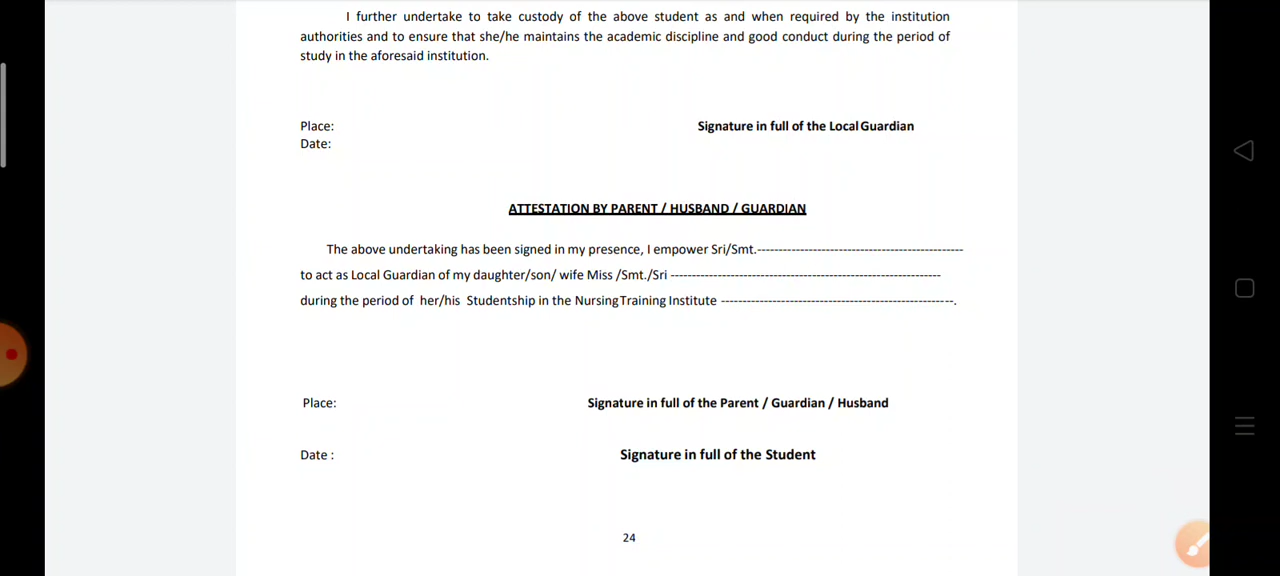 I further undertake to take custody of the above student as and when required by the institution
authorities and to ensure that she/he maintains the academic discipline and good conduct during the period of
study in the aforesaid institution.
Place: Signature in full of the Local Guardian
Date:
ATTESTATION BY PARENT / HUSBAND / GUARDIAN
The above undertaking has been signed in my presence, I empower Sri/Smt.------------------------------------------------
to act as Local Guardian of my daughter/son/ wife Miss /Smt./Sri ---------------------------------------------------------------
during the period of her/his Studentship in the Nursing Training Institute ------------------------------------------------------.
Place: Signature in full of the Parent / Guardian / Husband
Date : Signature in full of the Student
24